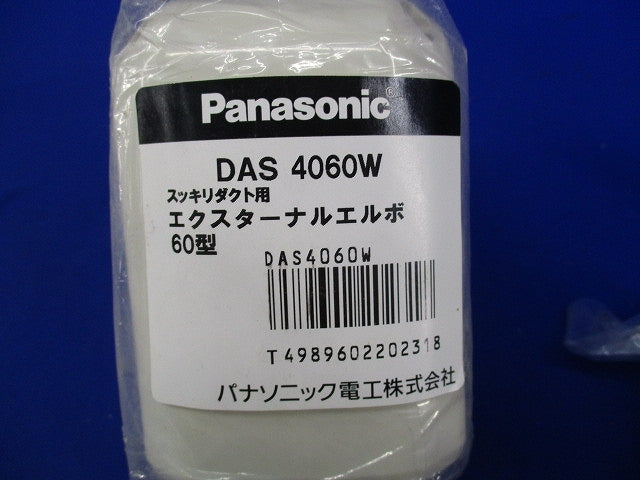 Panasonic®
DAS 4060W
スッキリダクト用
エクスターナルエルボ
60型
DAS4060W
T4989602202318
パナソニック電工株式会社